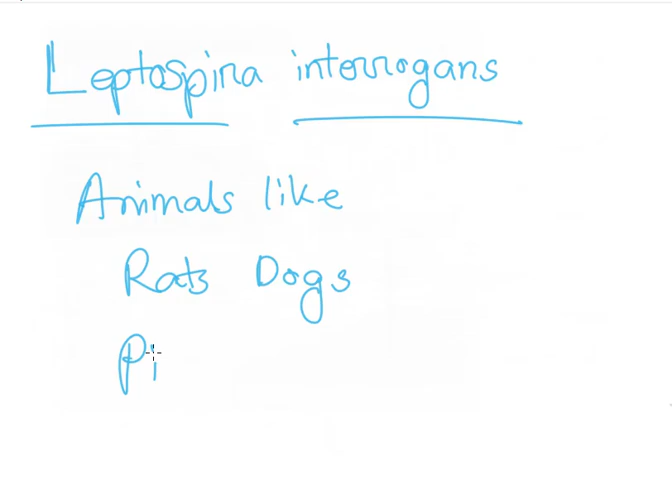 Leptospira interrogans
Animals like
Rats Dogs
Pi